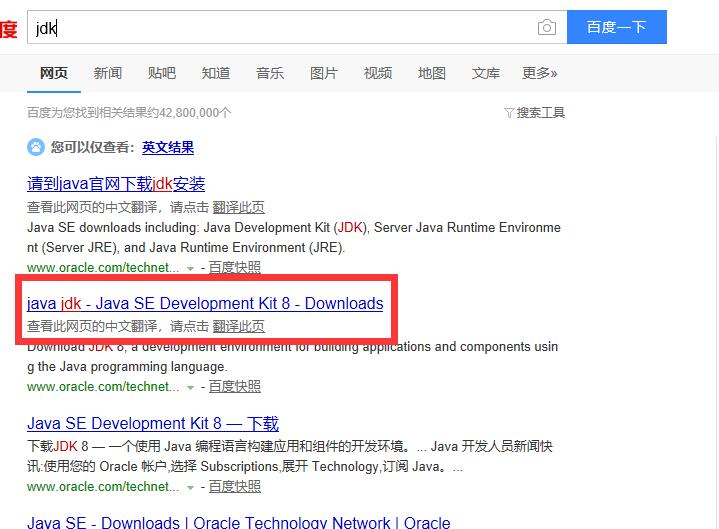 度 jdk 百度一下
网页 新闻 贴吧 知道 音乐 图片 视频 地图 文库 更多»
百度为您找到相关结果约42,800,000个 搜索工具
您可以仅查看：英文结果
请到java官网下载jdk安装
查看此网页的中文翻译，请点击 翻译此页
Java SE downloads including: Java Development Kit (JDK), Server Java Runtime Environme
nt (Server JRE), and Java Runtime Environment (JRE).
www.oracle.com/technet... - 百度快照
java jdk - Java SE Development Kit 8 - Downloads
查看此网页的中文翻译，请点击 翻译此页
Download JDK 8, a development environment for building applications and components usin
g the Java programming language.
www.oracle.com/technet... - 百度快照
Java SE Development Kit 8 — 下载
下载JDK 8 — 一个使用 Java 编程语言构建应用和组件的开发环境。... Java 开发人员新闻快
讯:使用您的 Oracle 帐户,选择 Subscriptions,展开 Technology,订阅 Java。...
www.oracle.com/technet... - 百度快照
Java SE - Downloads | Oracle Technology Network | Oracle